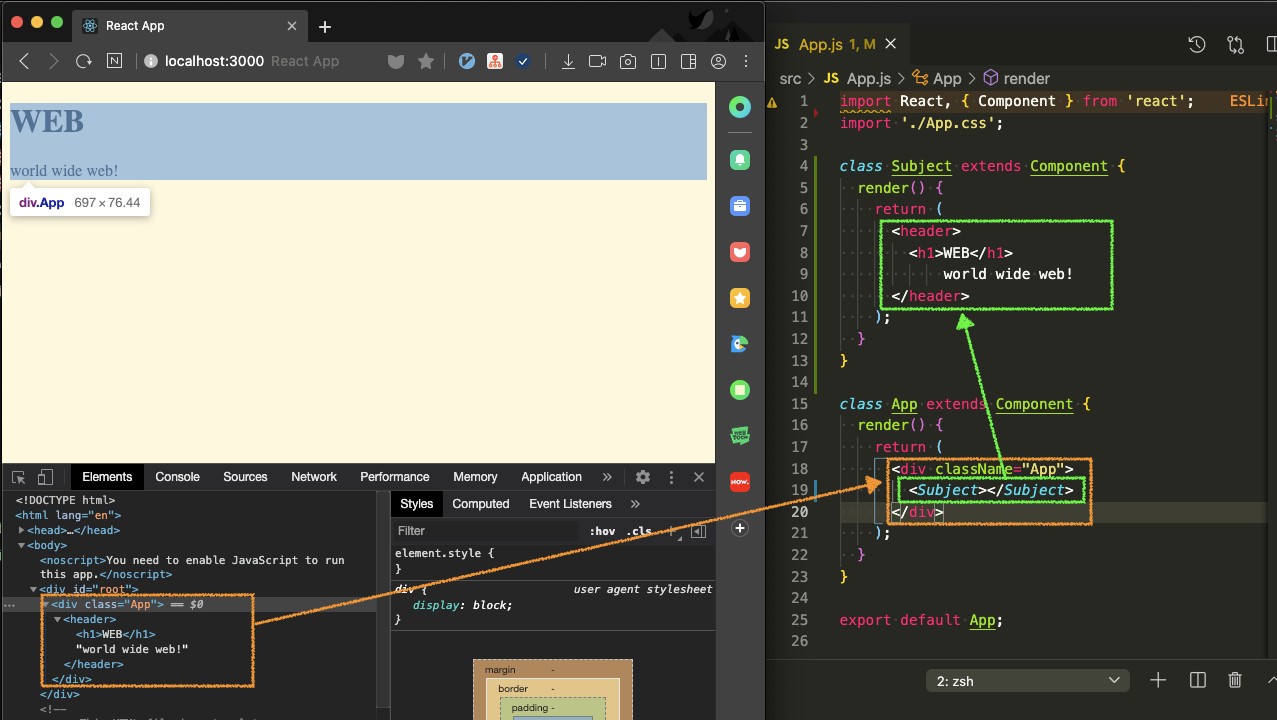 React App
localhost:3000 React App
WEB
world wide web!
div.App 697 × 76.44
WEB
TOON
NOW.
Elements Console Sources Network Performance Memory Application »
<!DOCTYPE html>
<html lang="en">
<head>…</head>
<body>
<noscript>You need to enable JavaScript to run
this app.</noscript>
<div id="root">
<div class="App"> == $0
<header>
<h1>WEB</h1>
"world wide web!"
</header>
</div>
</div>
<!--
Styles Computed Event Listeners »
Filter :hov .cls +
element.style {
}
div { user agent stylesheet
display: block;
}
margin -
border -
padding -
JS App.js 1, M
src > JS App.js > App > render
1 import React, { Component } from 'react'; ESLin
2 import './App.css';
3
4 class Subject extends Component {
5 render() {
6 return (
7 <header>
8 <h1>WEB</h1>
9 world wide web!
10 </header>
11 );
12 }
13 }
14
15 class App extends Component {
16 render() {
17 return (
18 <div className="App">
19 <Subject></Subject>
20 </div>
21 );
22 }
23 }
24
25 export default App;
26
2: zsh